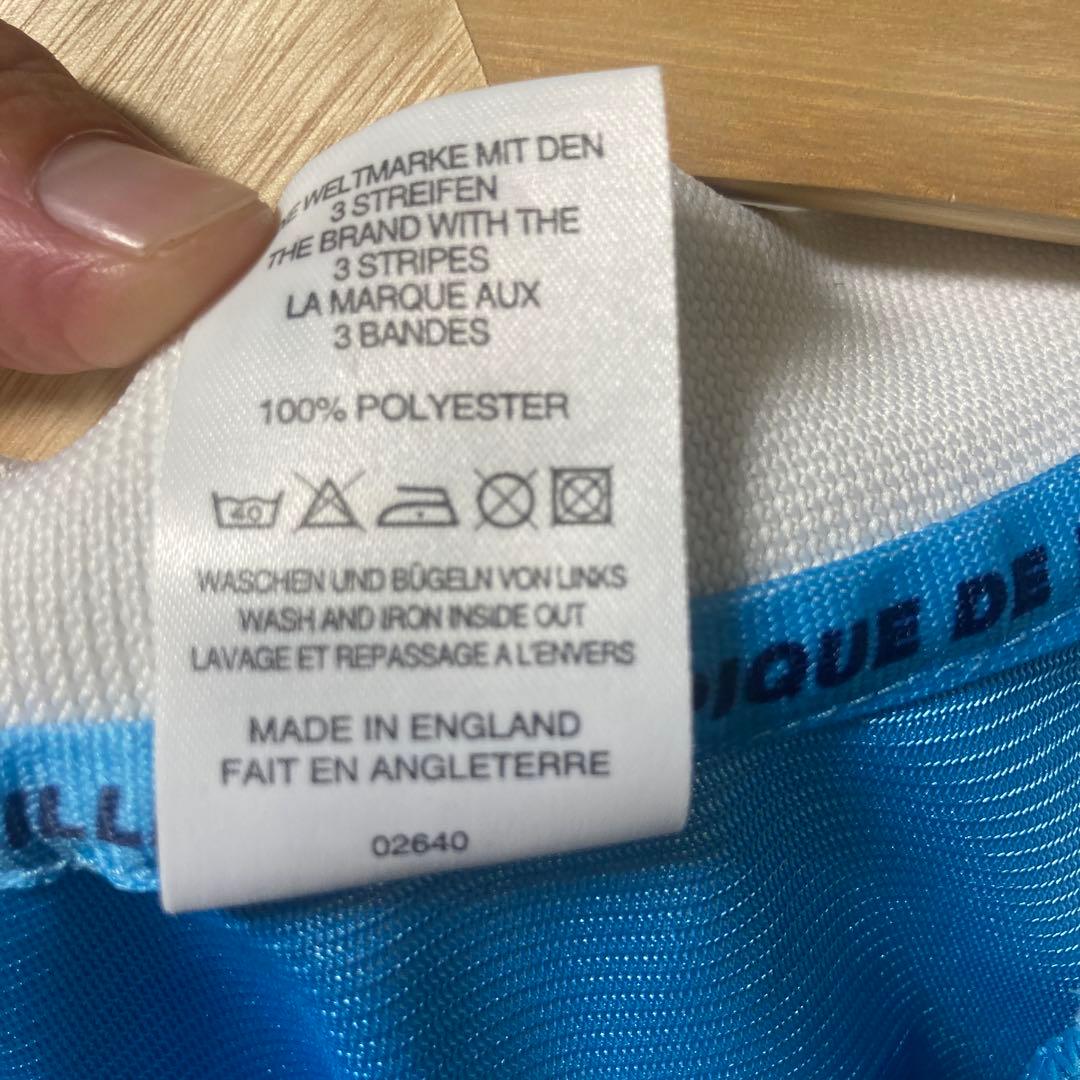 WELTMARKE MIT DEN
3 STREIFEN
THE BRAND WITH THE
3 STRIPES
LA MARQUE AUX
3 BANDES
100% POLYESTER
40
WASCHEN UND BÜGELN VON LINKS
WASH AND IRON INSIDE OUT
LAVAGE ET REPASSAGE A L'ENVERS
MADE IN ENGLAND
FAIT EN ANGLETERRE
02640
ILL
PIQUE DE